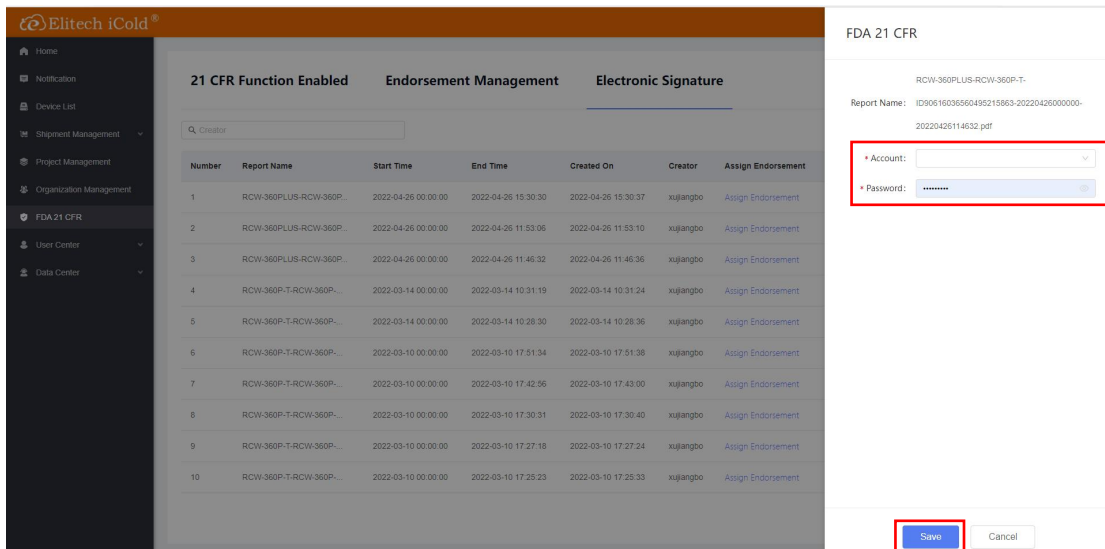 Elitech iCold®
Home
Notification
Device List
Shipment Management
Project Management
Organization Management
FDA 21 CFR
User Center
Data Center
21 CFR Function Enabled Endorsement Management Electronic Signature
Creator
Number Report Name Start Time End Time Created On Creator Assign Endorsement
1 RCW-360PLUS-RCW-360P... 2022-04-26 00:00:00 2022-04-26 15:30:30 2022-04-26 15:30:37 xujiangbo Assign Endorsement
2 RCW-360PLUS-RCW-360P... 2022-04-26 00:00:00 2022-04-26 11:53:06 2022-04-26 11:53:10 xujiangbo Assign Endorsement
3 RCW-360PLUS-RCW-360P... 2022-04-26 00:00:00 2022-04-26 11:46:32 2022-04-26 11:46:36 xujiangbo Assign Endorsement
4 RCW-360P-T-RCW-360P-... 2022-03-14 00:00:00 2022-03-14 10:31:19 2022-03-14 10:31:24 xujiangbo Assign Endorsement
5 RCW-360P-T-RCW-360P-... 2022-03-14 00:00:00 2022-03-14 10:28:30 2022-03-14 10:28:36 xujiangbo Assign Endorsement
6 RCW-360P-T-RCW-360P-... 2022-03-10 00:00:00 2022-03-10 17:51:34 2022-03-10 17:51:38 xujiangbo Assign Endorsement
7 RCW-360P-T-RCW-360P-... 2022-03-10 00:00:00 2022-03-10 17:42:56 2022-03-10 17:43:00 xujiangbo Assign Endorsement
8 RCW-360P-T-RCW-360P-... 2022-03-10 00:00:00 2022-03-10 17:30:31 2022-03-10 17:30:40 xujiangbo Assign Endorsement
9 RCW-360P-T-RCW-360P-... 2022-03-10 00:00:00 2022-03-10 17:27:18 2022-03-10 17:27:24 xujiangbo Assign Endorsement
10 RCW-360P-T-RCW-360P-... 2022-03-10 00:00:00 2022-03-10 17:25:23 2022-03-10 17:25:33 xujiangbo Assign Endorsement
FDA 21 CFR
RCW-360PLUS-RCW-360P-T-
Report Name: ID90616036560495215863-20220426000000-
20220426114632.pdf
* Account:
* Password: •••••••••
Save Cancel